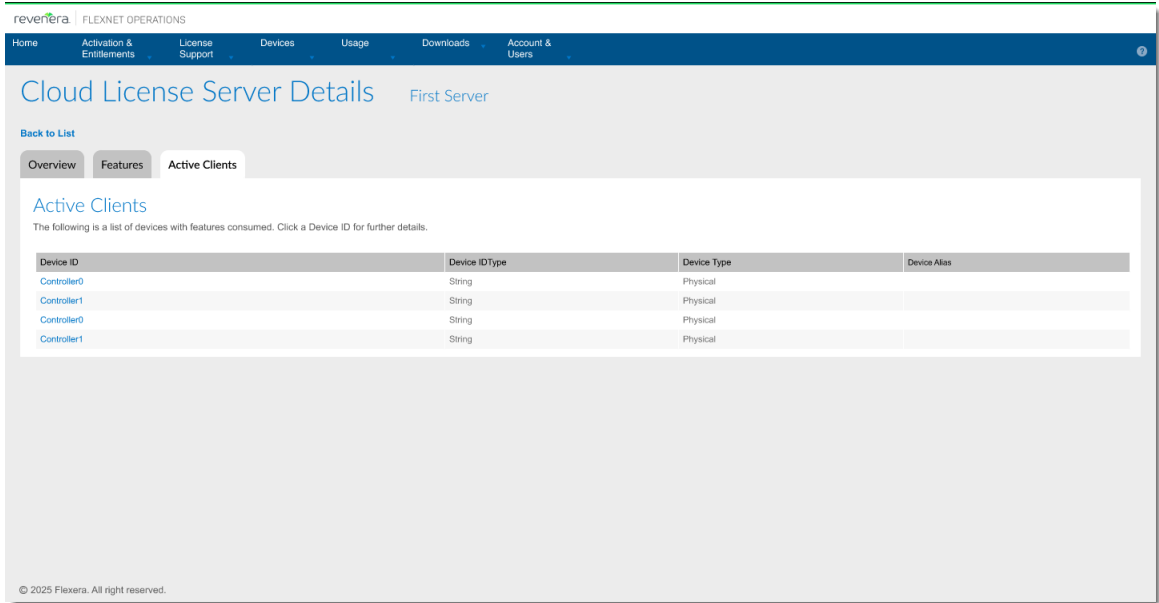 revenera. FLEXNET OPERATIONS
Home Activation & Entitlements License Support Devices Usage Downloads Account & Users ?
Cloud License Server Details First Server
Back to List
Overview Features Active Clients
Active Clients
The following is a list of devices with features consumed. Click a Device ID for further details.
Device ID Device IDType Device Type Device Alias
Controller0 String Physical
Controller1 String Physical
Controller0 String Physical
Controller1 String Physical
© 2025 Flexera. All right reserved.